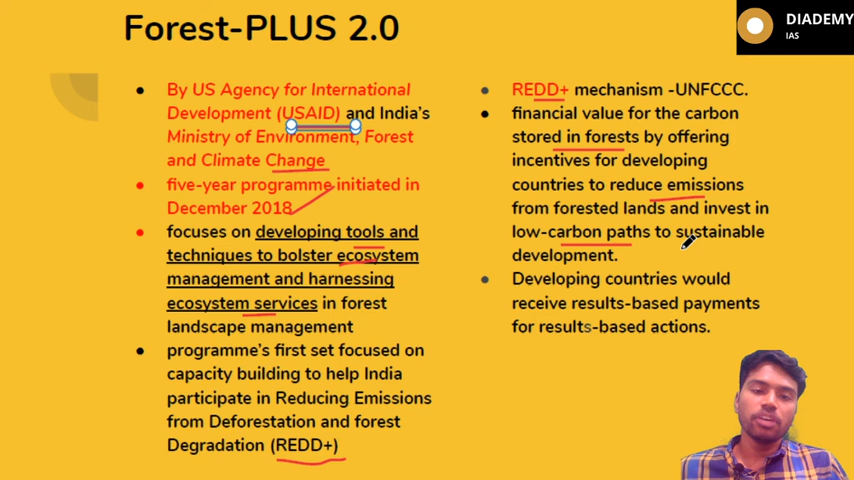 Forest-PLUS 2.0
DIADEMY
IAS
By US Agency for International
Development (USAID) and India's
Ministry of Environment, Forest
and Climate Change
five-year programme initiated in
December 2018
focuses on developing tools and
techniques to bolster ecosystem
management and harnessing
ecosystem services in forest
landscape management
programme's first set focused on
capacity building to help India
participate in Reducing Emissions
from Deforestation and forest
Degradation (REDD+)
REDD+ mechanism -UNFCCC.
financial value for the carbon
stored in forests by offering
incentives for developing
countries to reduce emissions
from forested lands and invest in
low-carbon paths to sustainable
development.
Developing countries would
receive results-based payments
for results-based actions.